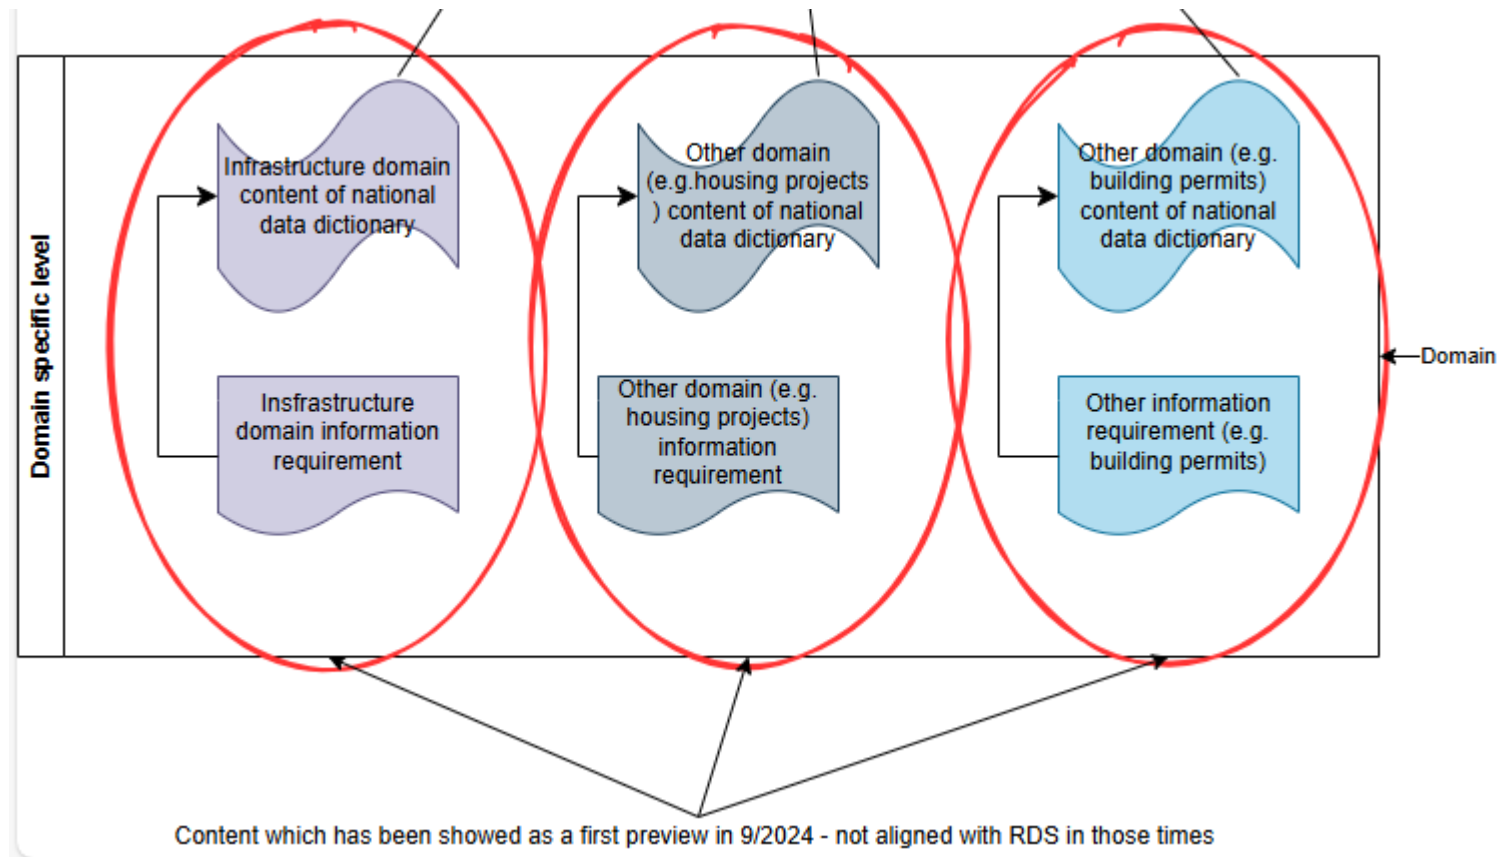 Domain specific level
Infrastructure domain
content of national
data dictionary
Other domain
(e.g.housing projects
) content of national
data dictionary
Other domain (e.g.
building permits)
content of national
data dictionary
Insfrastructure
domain information
requirement
Other domain (e.g.
housing projects)
information
requirement
Other information
requirement (e.g.
building permits)
Domain
Content which has been showed as a first preview in 9/2024 - not aligned with RDS in those times